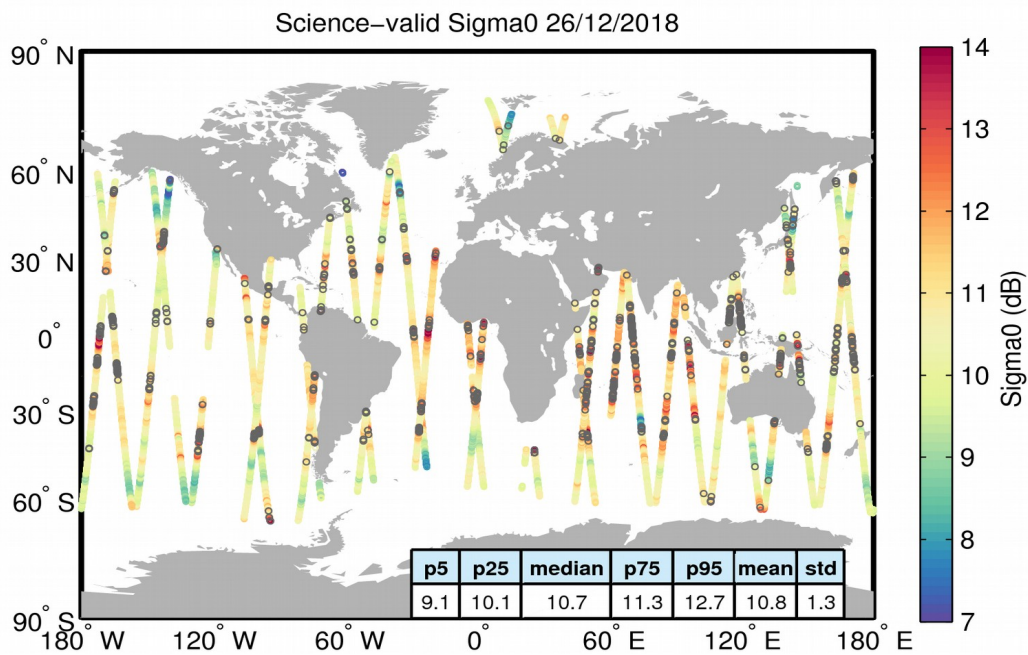 Science−valid Sigma0 26/12/2018
90° N
60° N
30° N
0°
30° S
60° S
90° S
180° W
120° W
60° W
0°
60° E
120° E
180° E
p5 p25 median p75 p95 mean std
9.1 10.1 10.7 11.3 12.7 10.8 1.3
14
13
12
11
10
9
8
7
Sigma0 (dB)